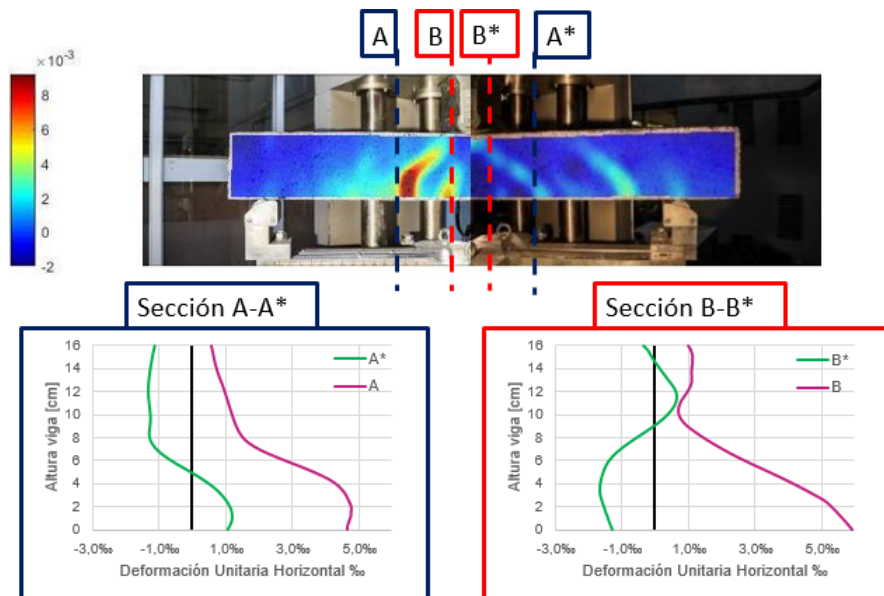 A
B
B*
A*
×10⁻³
8
6
4
2
0
-2
Sección A-A*
Sección B-B*
16
14
12
10
8
6
4
2
0
Altura viga [cm]
A*
A
-3,0‰ -1,0‰ 1,0‰ 3,0‰ 5,0‰
Deformación Unitaria Horizontal ‰
16
14
12
10
8
6
4
2
0
Altura viga [cm]
B*
B
-3,0‰ -1,0‰ 1,0‰ 3,0‰ 5,0‰
Deformación Unitaria Horizontal ‰